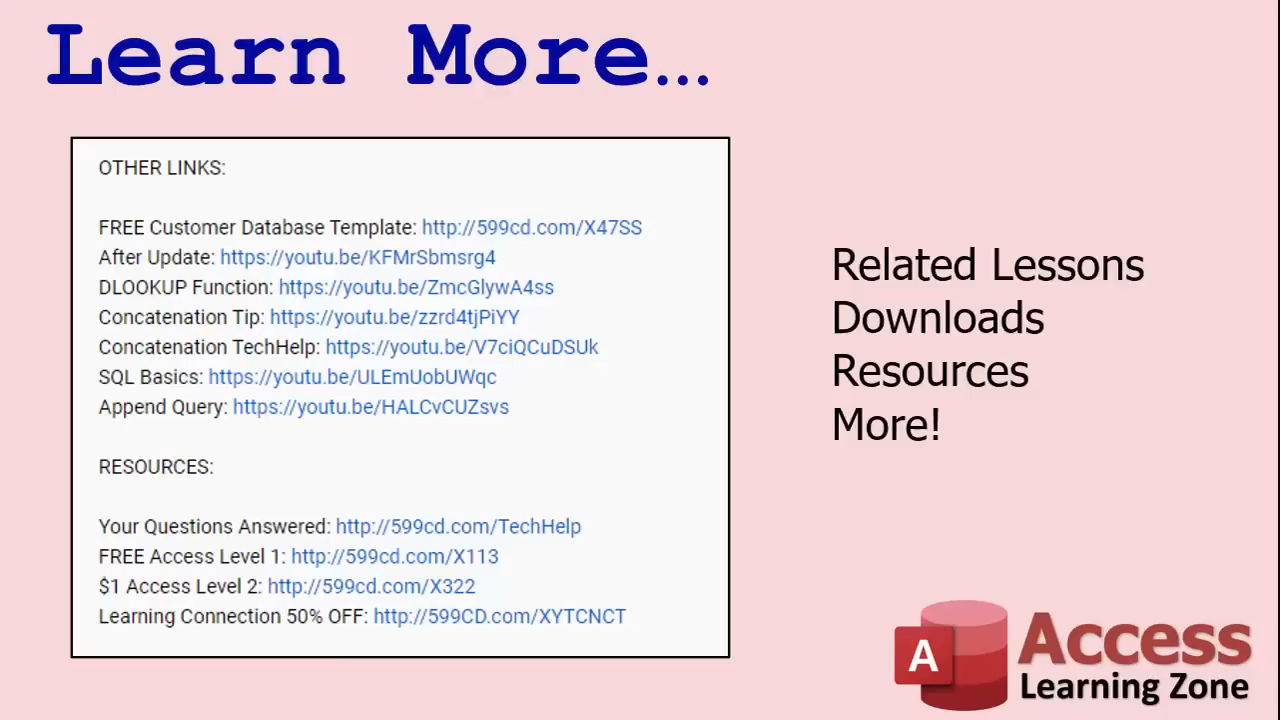 Learn More...
OTHER LINKS:
FREE Customer Database Template: http://599cd.com/X47SS
After Update: https://youtu.be/KFMrSbmsrg4
DLOOKUP Function: https://youtu.be/ZmcGlywA4ss
Concatenation Tip: https://youtu.be/zzrd4tjPiYY
Concatenation TechHelp: https://youtu.be/V7ciQCuDSUk
SQL Basics: https://youtu.be/ULEmUobUWqc
Append Query: https://youtu.be/HALCvCUZsvs
RESOURCES:
Your Questions Answered: http://599cd.com/TechHelp
FREE Access Level 1: http://599cd.com/X113
$1 Access Level 2: http://599cd.com/X322
Learning Connection 50% OFF: http://599CD.com/XYTCNCT
Related Lessons
Downloads
Resources
More!
A
Access
Learning Zone